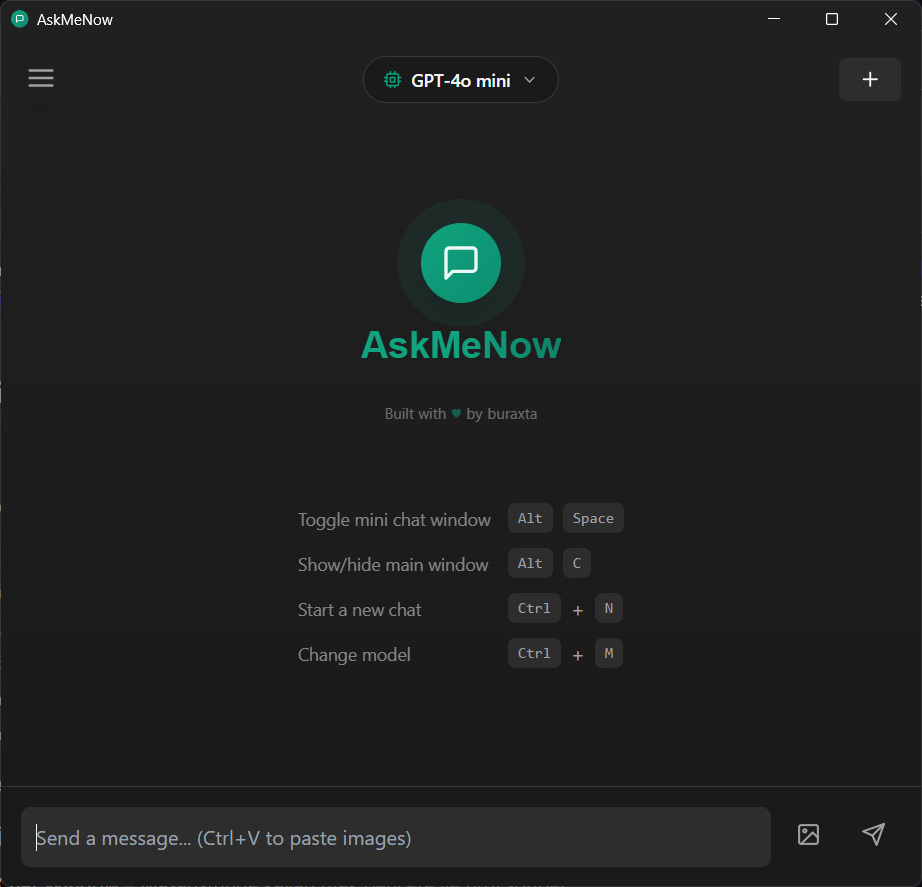 AskMeNow
GPT-4o mini
+
AskMeNow
Built with ♥ by buraxta
Toggle mini chat window Alt Space
Show/hide main window Alt C
Start a new chat Ctrl + N
Change model Ctrl + M
Send a message... (Ctrl+V to paste images)